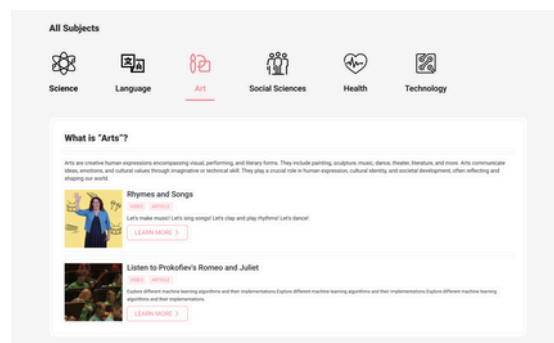 All Subjects
Science
Language
Art
Social Sciences
Health
Technology
What is "Arts"?
Arts are creative human expressions encompassing visual, performing, and literary forms. They include painting, sculpture, music, dance, theater, literature, and more. Arts communicate
ideas, emotions, and cultural values through imaginative or technical skill. They play a crucial role in human expression, cultural identity, and societal development, often reflecting and
shaping our world.
Rhymes and Songs
VIDEO ARTICLE
Let's make music! Let's sing songs! Let's clap and play rhythms! Let's dance!
LEARN MORE >
Listen to Prokofiev's Romeo and Juliet
VIDEO ARTICLE
Explore different machine learning algorithms and their implementations.Explore different machine learning algorithms and their implementations.Explore different machine learning
algorithms and their implementations.
LEARN MORE >